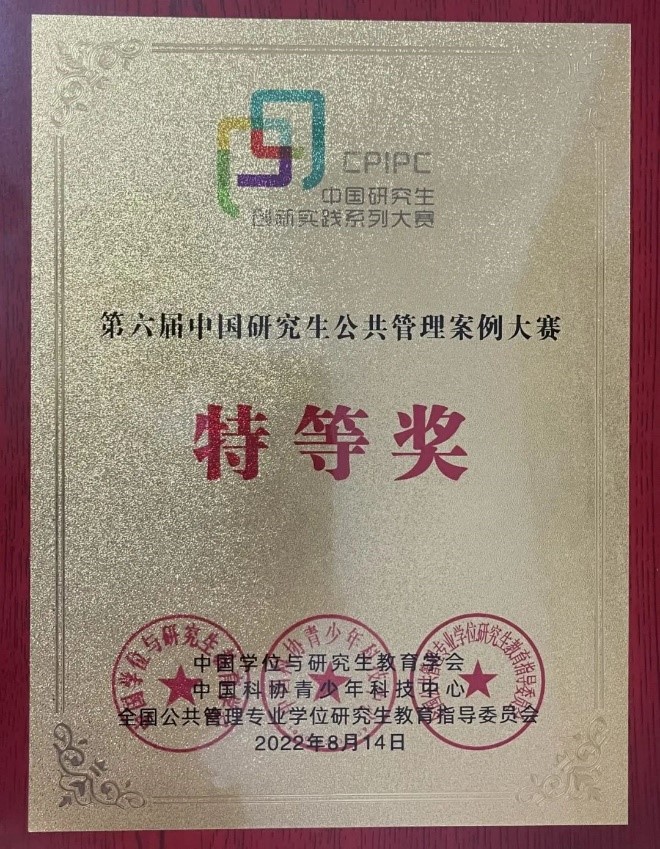 CPIPC
中国研究生
创新实践系列大赛
第六届中国研究生公共管理案例大赛
特等奖
中国学位与研究生教育学会
中国科协青少年科技中心
全国公共管理专业学位研究生教育指导委员会
2022年8月14日